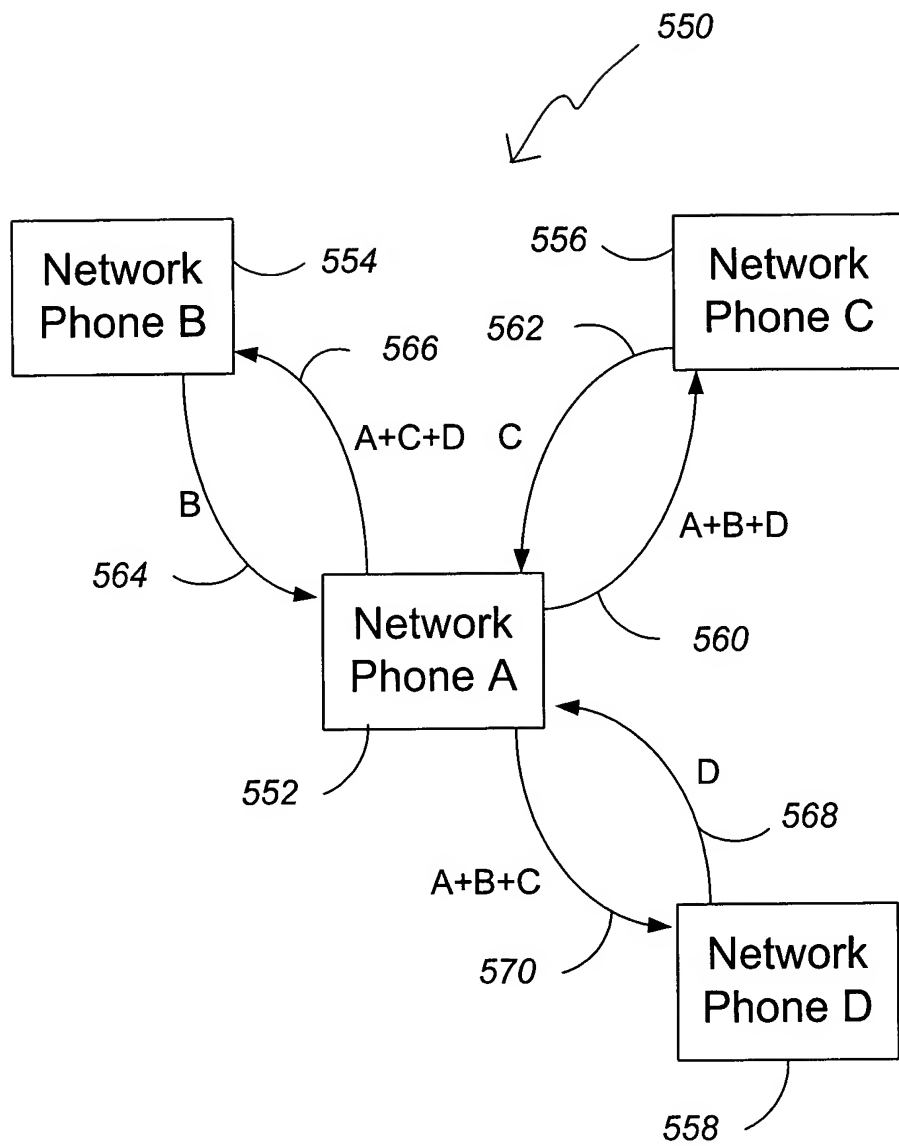 550
Network
Phone B
554
556
Network
Phone C
566
562
A+C+D
C
B
A+B+D
564
560
Network
Phone A
552
D
568
A+B+C
570
Network
Phone D
558